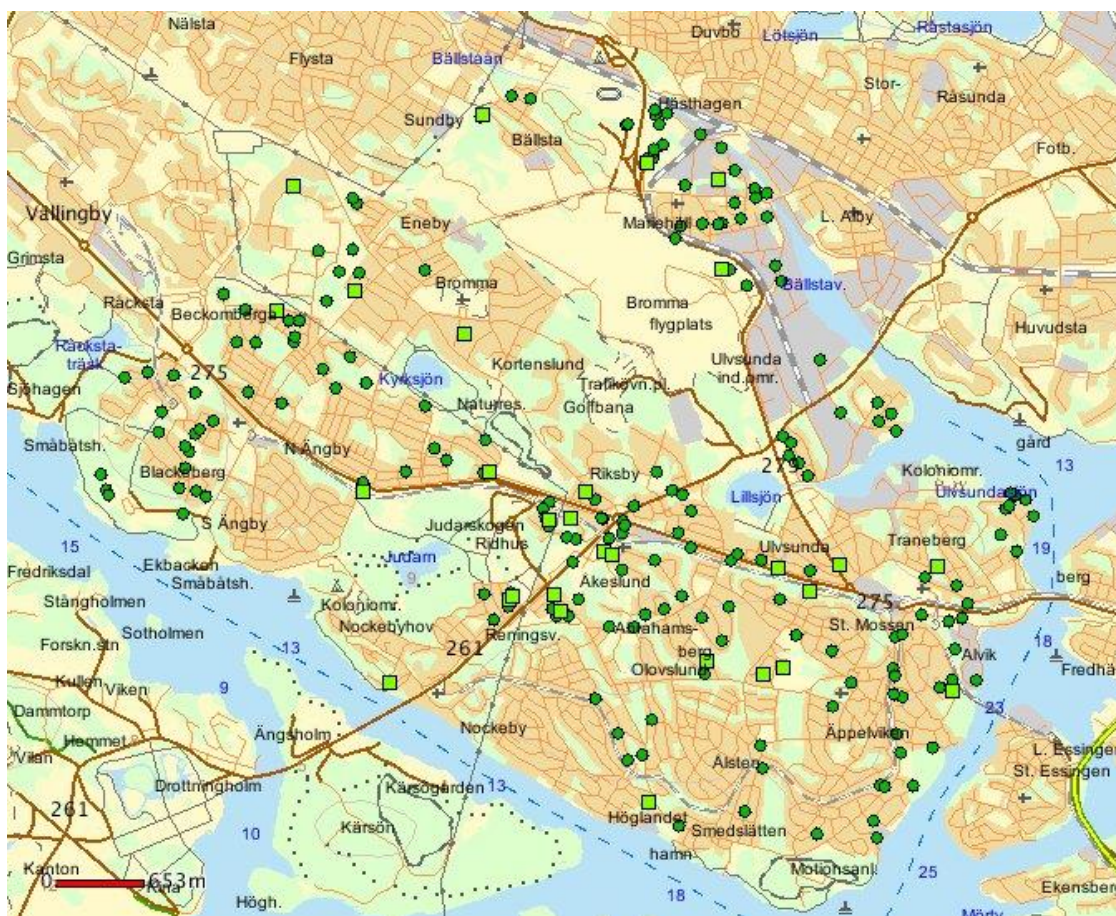 Nälsta
Duvbo
Lötsjön
Råstasjön
Flysta
Bällstaån
Stor-
Råsunda
Hästhagen
Sundby
Bällsta
Fotb.
Vällingby
Eneby
Mariehäll
L. Alby
Grimsta
Bromma
Bällstav.
Råcksta
Beckomberga
Bromma
flygplats
Huvudsta
Råcksta-
träsk
275
Kyrksjön
Kortenslund
Ulvsunda
ind.omr.
Sjöhagen
Trafikövn.pl.
Naturres.
Golfbana
Småbåtsh.
N Ängby
gård
Blackeberg
Riksby
279
Koloniomr.
13
Lillsjön
Ulvsundasjön
S Ängby
Judarskogen
Ridhus
Traneberg
15
Ekbacken
Judarn
Ulvsunda
19
Fredriksdal
Småbåtsh.
9
Åkeslund
berg
Stångholmen
Koloniomr.
275
Sotholmen
Nockebyhov
Abrahams-
berg
St. Mossen
Forskn.stn
13
261
Olovslund
Alvik
18
Fredhä
Kullen
Viken
9
23
Dammtorp
Nockeby
Ängsholm
Äppelviken
Hemmet
L. Essingen
Vilan
Ålsten
St. Essingen
Drottningholm
Kärsögarden
13
261
Höglandet
10
Kärsön
Smedslätten
hamn
Kanton
Motionsanl.
25
0
653m
Kina
18
Ekensberg
Högh.
Mörty